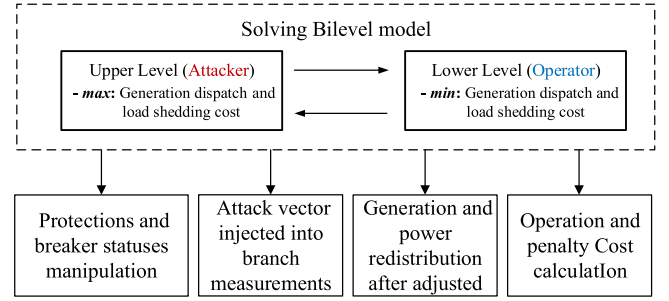 Solving Bilevel model
Upper Level (Attacker)
- max: Generation dispatch and
load shedding cost
Lower Level (Operator)
- min: Generation dispatch and
load shedding cost
Protections and
breaker statuses
manipulation
Attack vector
injected into
branch
measurements
Generation and
power
redistribution
after adjusted
Operation and
penalty Cost
calculatIon